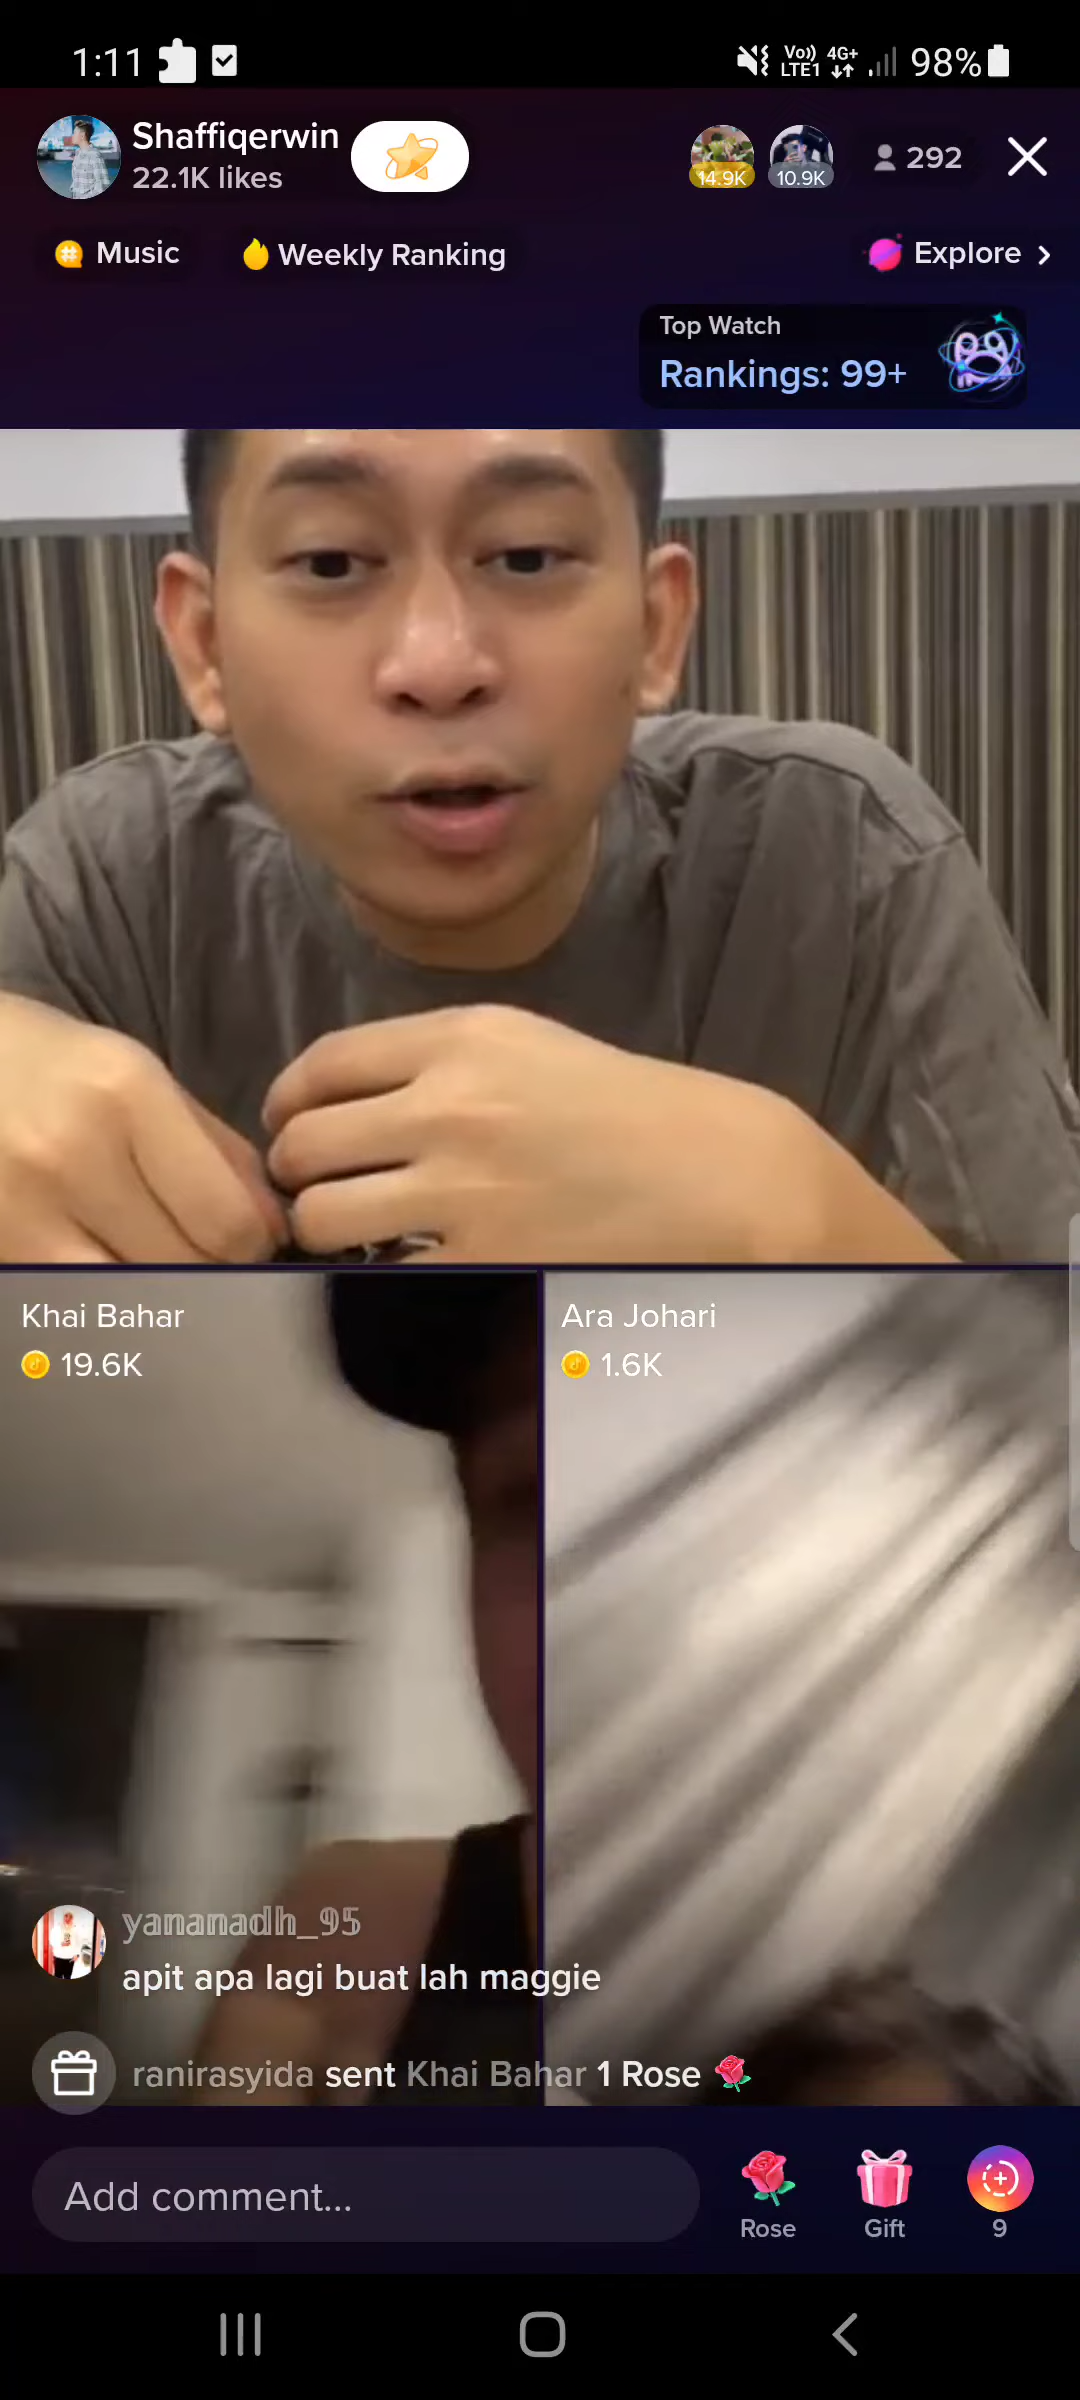 1:11
Vo)) LTE1 4G+ 98%
Shaffiqerwin
22.1K likes
14.9K
10.9K
292
Music
Weekly Ranking
Explore
Top Watch
Rankings: 99+
Khai Bahar
19.6K
Ara Johari
1.6K
yananadh_95
apit apa lagi buat lah maggie
ranirasyida sent Khai Bahar 1 Rose
Add comment...
Rose
Gift
9